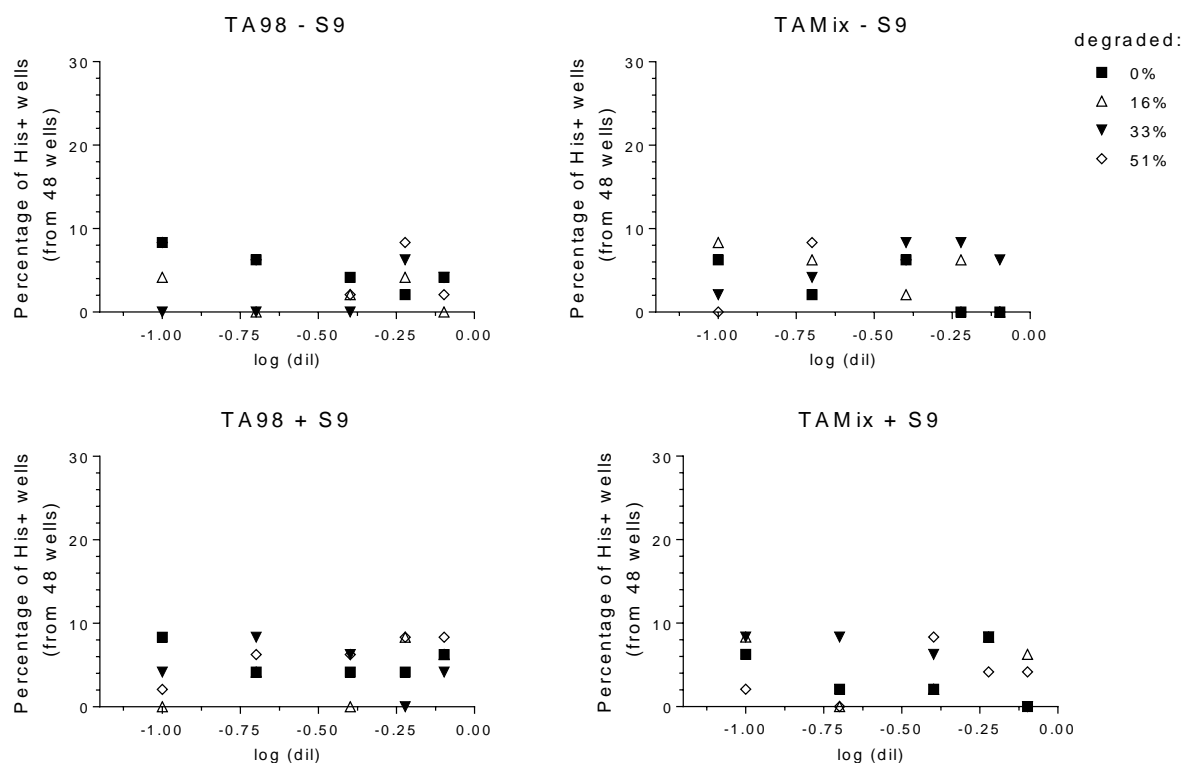 TA98 - S9
TAMix - S9
degraded:
0%
16%
33%
51%
Percentage of His+ wells
(from 48 wells)
30
20
10
0
-1.00 -0.75 -0.50 -0.25 0.00
log (dil)
Percentage of His+ wells
(from 48 wells)
30
20
10
0
-1.00 -0.75 -0.50 -0.25 0.00
log (dil)
TA98 + S9
TAMix + S9
Percentage of His+ wells
(from 48 wells)
30
20
10
0
-1.00 -0.75 -0.50 -0.25 0.00
log (dil)
Percentage of His+ wells
(from 48 wells)
30
20
10
0
-1.00 -0.75 -0.50 -0.25 0.00
log (dil)